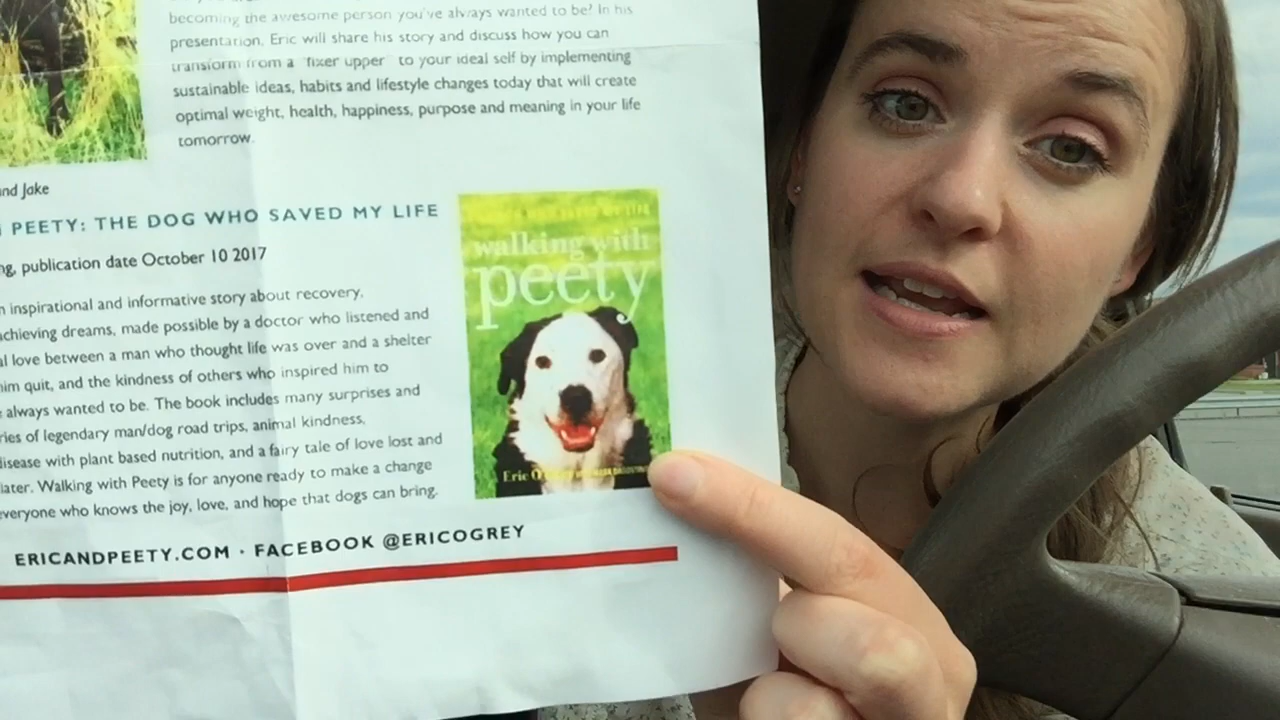 becoming the awesome person you've always wanted to be? In his
presentation, Eric will share his story and discuss how you can
transform from a "fixer upper" to your ideal self by implementing
sustainable ideas, habits and lifestyle changes today that will create
optimal weight, health, happiness, purpose and meaning in your life
tomorrow.
and Jake
PEETY: THE DOG WHO SAVED MY LIFE
publication date October 10 2017
inspirational and informative story about recovery,
achieving dreams, made possible by a doctor who listened and
love between a man who thought life was over and a shelter
him quit, and the kindness of others who inspired him to
always wanted to be. The book includes many surprises and
of legendary man/dog road trips, animal kindness,
disease with plant based nutrition, and a fairy tale of love lost and
later. Walking with Peety is for anyone ready to make a change
everyone who knows the joy, love, and hope that dogs can bring.
walking with
peety
Eric
ERICANDPEETY.COM • FACEBOOK @ERICOGREY